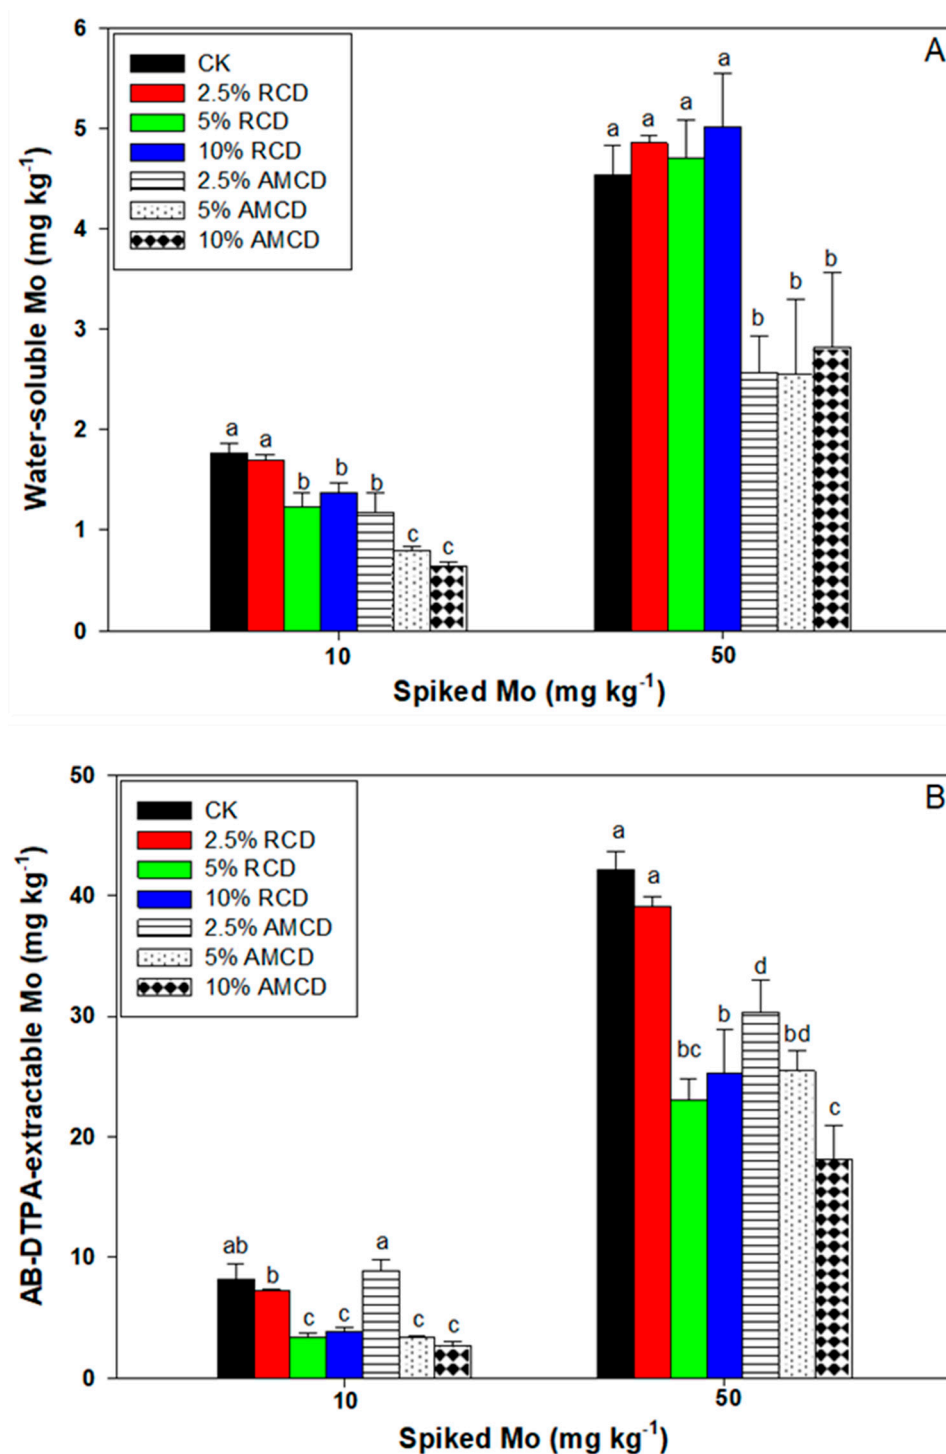 A
CK
2.5% RCD
5% RCD
10% RCD
2.5% AMCD
5% AMCD
10% AMCD
Water-soluble Mo (mg kg⁻¹)
6
5
4
3
2
1
0
a a b b b c c
a a a a b b b
10 50
Spiked Mo (mg kg⁻¹)
B
CK
2.5% RCD
5% RCD
10% RCD
2.5% AMCD
5% AMCD
10% AMCD
AB-DTPA-extractable Mo (mg kg⁻¹)
50
40
30
20
10
0
ab b c c a c c
a a bc b d bd c
10 50
Spiked Mo (mg kg⁻¹)